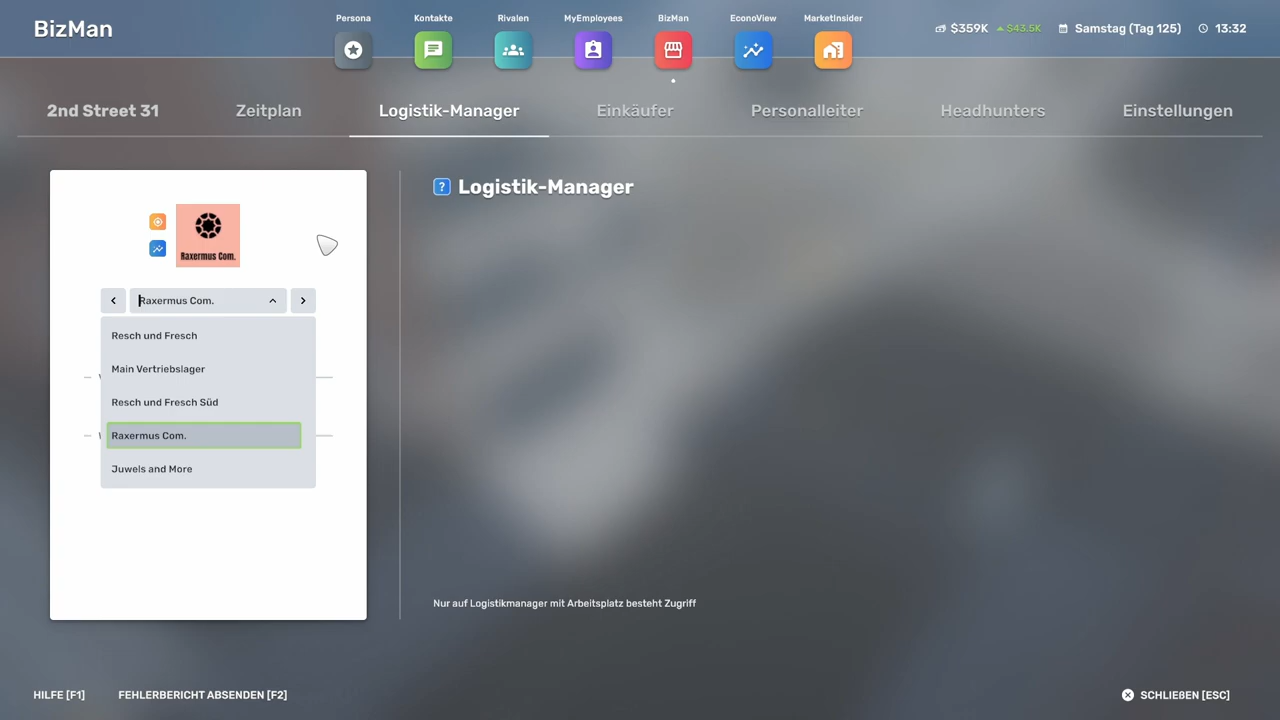 BizMan
Persona
Kontakte
Rivalen
MyEmployees
BizMan
EconoView
MarketInsider
$359K
$43.5K
Samstag (Tag 125)
13:32
2nd Street 31
Zeitplan
Logistik-Manager
Einkäufer
Personalleiter
Headhunters
Einstellungen
Raxermus Com.
Raxermus Com.
Resch und Fresch
Main Vertriebslager
Resch und Fresch Süd
Raxermus Com.
Juwels and More
? Logistik-Manager
Nur auf Logistikmanager mit Arbeitsplatz besteht Zugriff
HILFE [F1]
FEHLERBERICHT ABSENDEN [F2]
SCHLIEßEN [ESC]